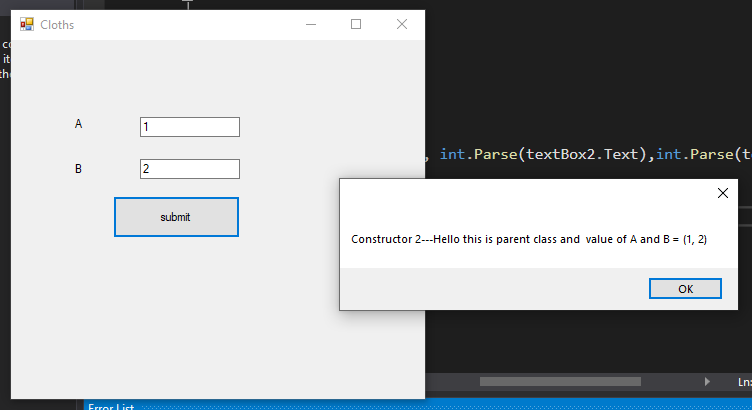 Cloths
A
1
B
2
submit
, int.Parse(textBox2.Text),int.Parse(t
Constructor 2---Hello this is parent class and  value of A and B = (1, 2)
OK
Ln:
Error List